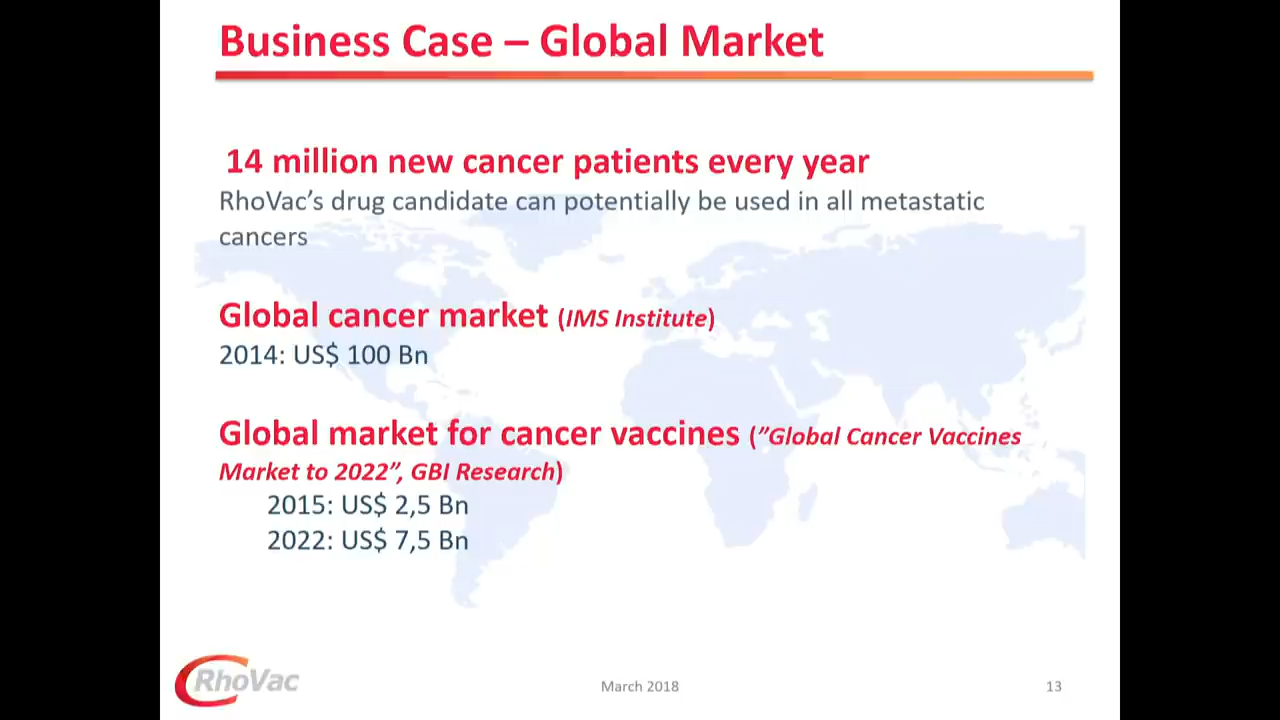 Business Case – Global Market
14 million new cancer patients every year
RhoVac’s drug candidate can potentially be used in all metastatic
cancers
Global cancer market (IMS Institute)
2014: US$ 100 Bn
Global market for cancer vaccines (”Global Cancer Vaccines
Market to 2022”, GBI Research)
2015: US$ 2,5 Bn
2022: US$ 7,5 Bn
RhoVac
March 2018
13